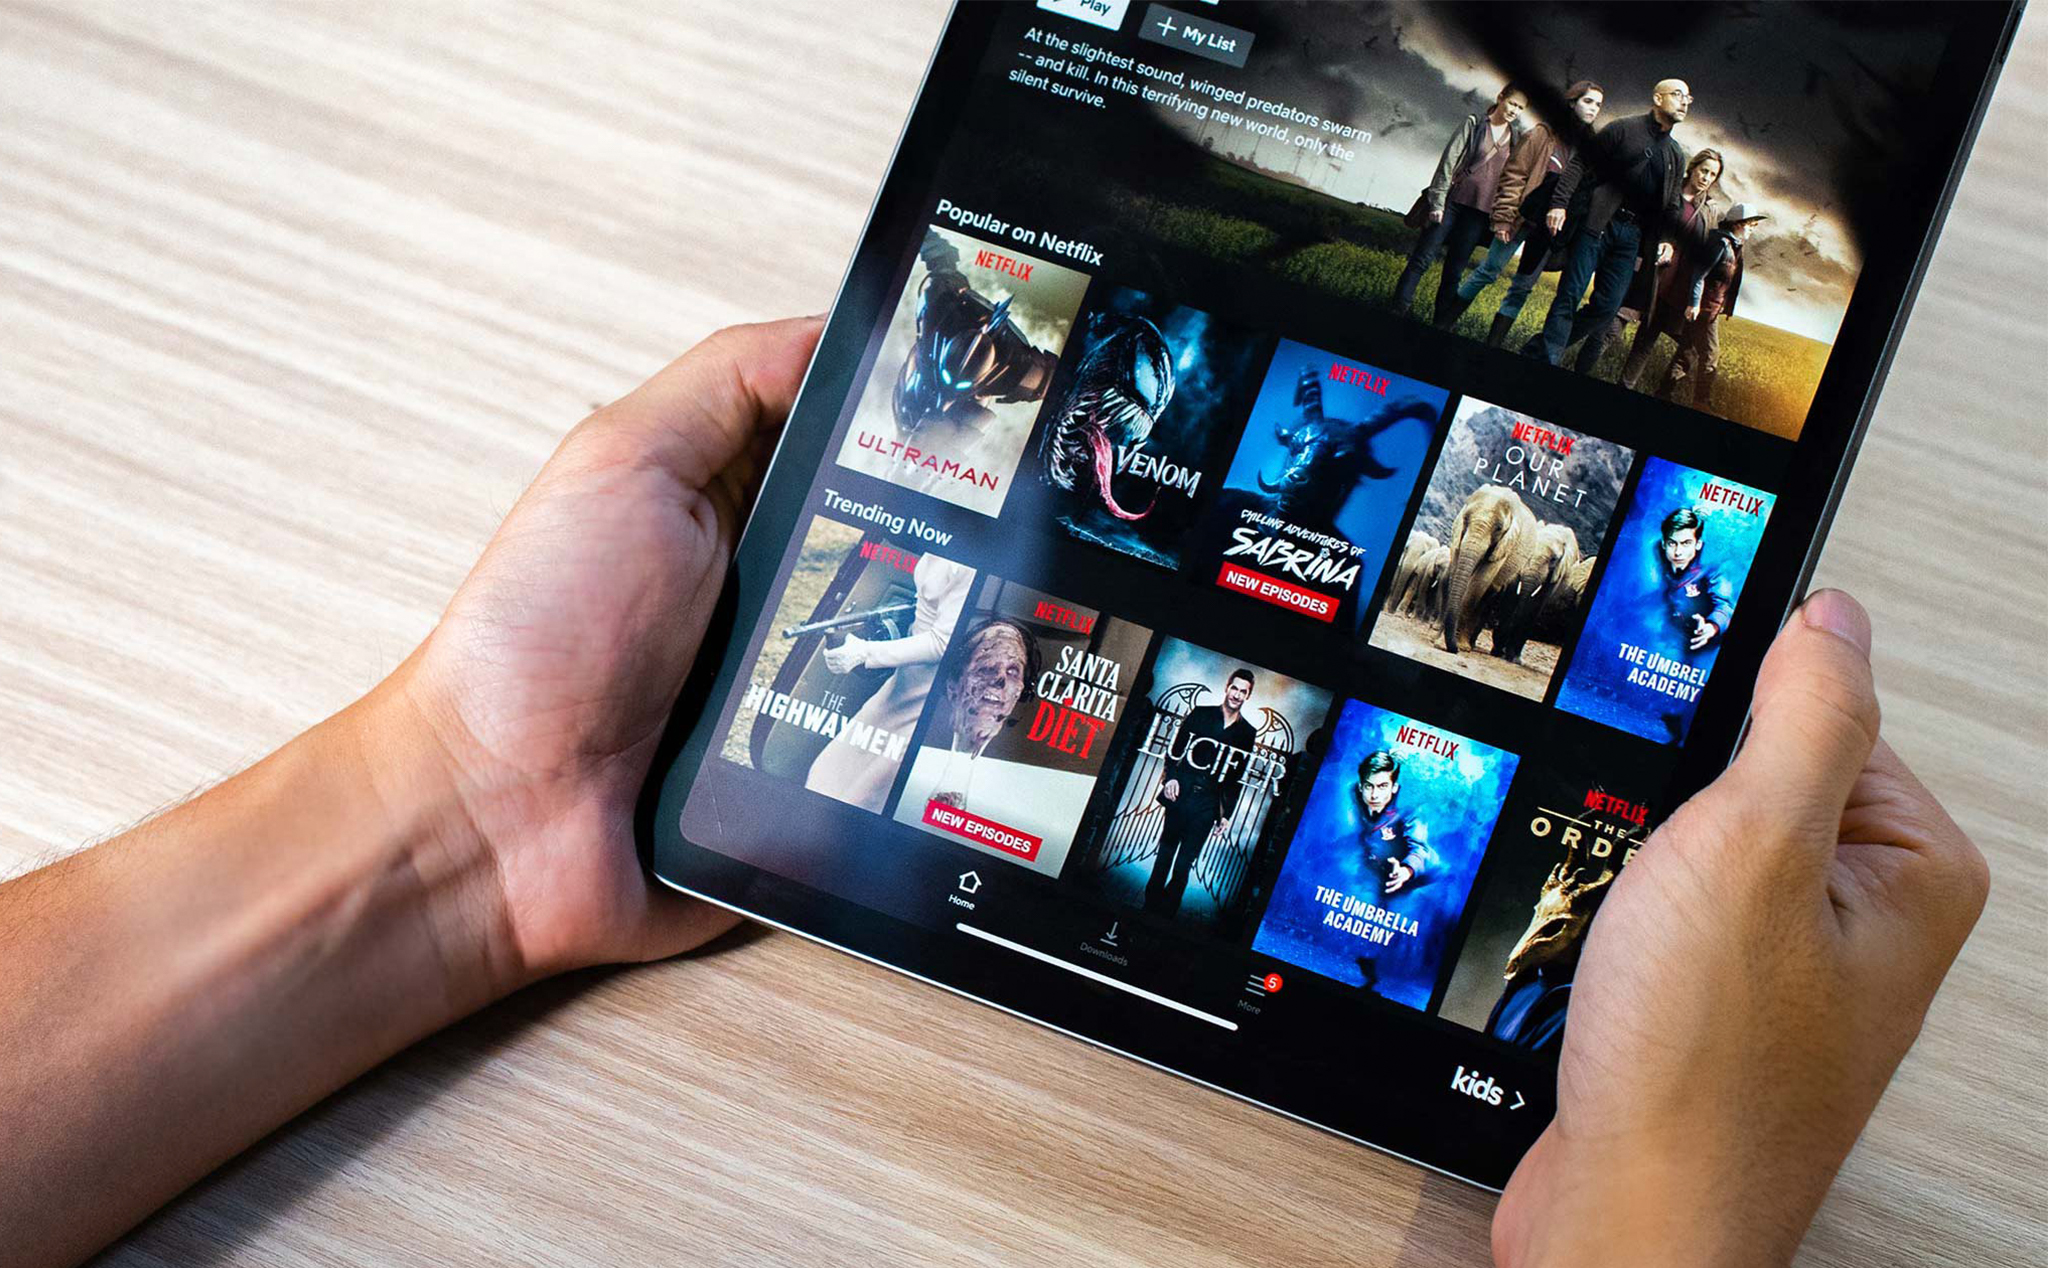 Play
+ My List
At the slightest sound, winged predators swarm
-- and kill. In this terrifying new world, only the
silent survive.
Popular on Netflix
NETFLIX
ULTRAMAN
VENOM
NETFLIX
CHILLING ADVENTURES OF
SABRINA
NEW EPISODES
NETFLIX
OUR
PLANET
NETFLIX
THE UMBREL
ACADEMY
Trending Now
NETFLIX
THE
HIGHWAYMEN
NETFLIX
SANTA
CLARITA
DIET
NEW EPISODES
LUCIFER
NETFLIX
THE UMBRELLA
ACADEMY
NETFLIX
THE
ORDE
Home
Downloads
5
More
kids >